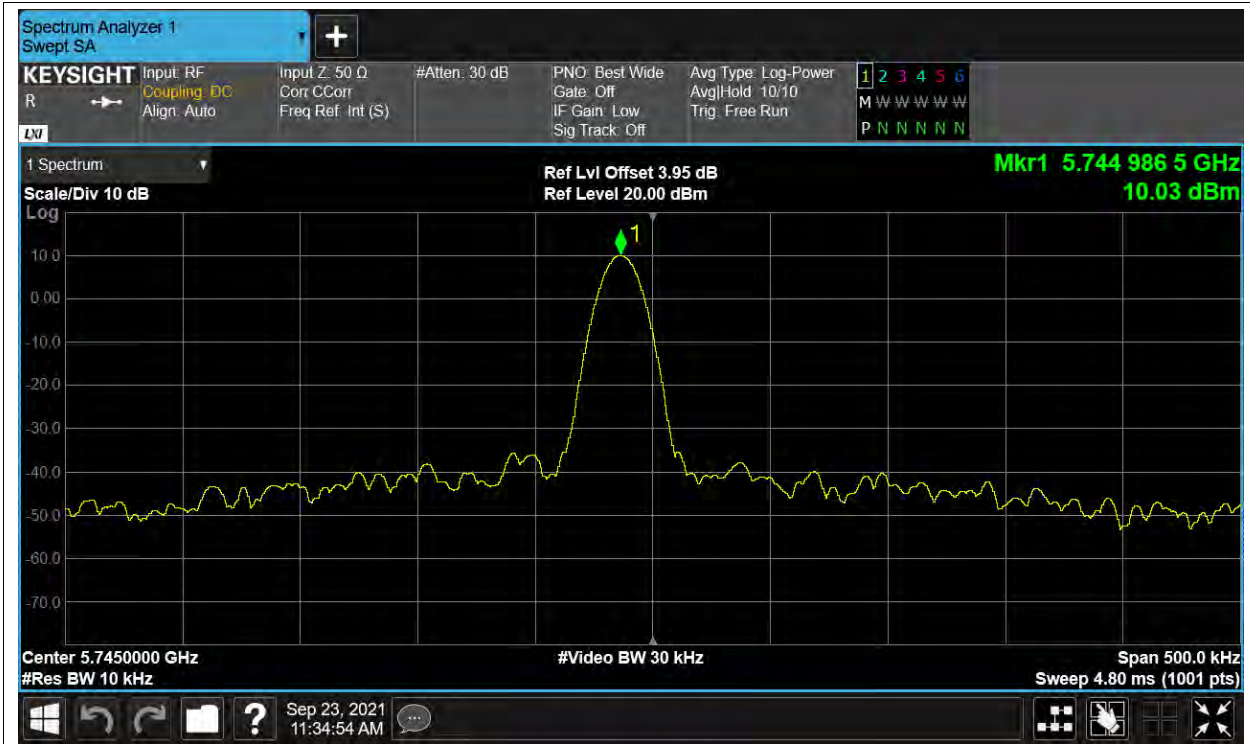 Spectrum Analyzer 1
Swept SA
KEYSIGHT
R
LXI
Input: RF
Coupling: DC
Align: Auto
Input Z: 50 Ω
Corr CCorr
Freq Ref: Int (S)
#Atten: 30 dB
PNO: Best Wide
Gate: Off
IF Gain: Low
Sig Track: Off
Avg Type: Log-Power
Avg|Hold: 10/10
Trig: Free Run
1 2 3 4 5 6
M W W W W W
P N N N N N
1 Spectrum
Scale/Div 10 dB
Log
Ref Lvl Offset 3.95 dB
Ref Level 20.00 dBm
Mkr1 5.744 986 5 GHz
10.03 dBm
1
10.0
0.00
-10.0
-20.0
-30.0
-40.0
-50.0
-60.0
-70.0
Center 5.7450000 GHz
#Res BW 10 kHz
#Video BW 30 kHz
Span 500.0 kHz
Sweep 4.80 ms (1001 pts)
?
Sep 23, 2021
11:34:54 AM